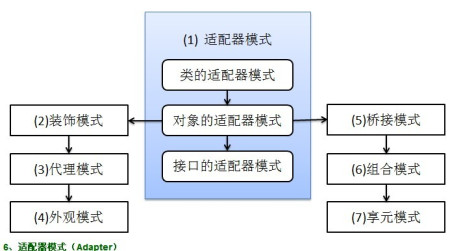 (1) 适配器模式
类的适配器模式
(2)装饰模式
对象的适配器模式
(5)桥接模式
(3)代理模式
接口的适配器模式
(6)组合模式
(4)外观模式
(7)享元模式
6、适配器模式（Adapter）